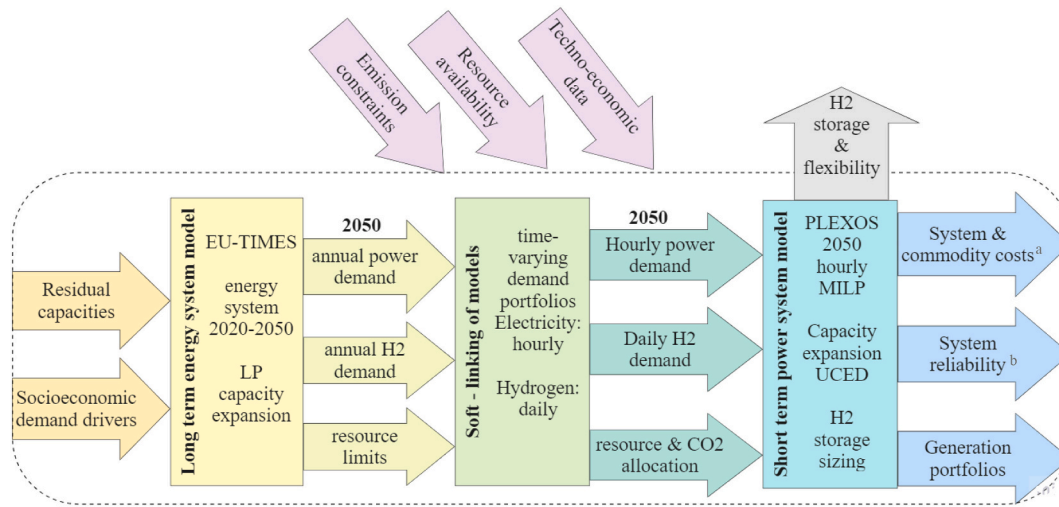 Emission
constraints
Resource
availability
Techno-economic
data
H2
storage
&
flexibility
Residual
capacities
Socioeconomic
demand drivers
Long term energy system model
EU-TIMES
energy
system
2020-2050
LP
capacity
expansion
2050
annual power
demand
annual H2
demand
resource
limits
Soft - linking of models
time-
varying
demand
portfolios
Electricity:
hourly
Hydrogen:
daily
2050
Hourly power
demand
Daily H2
demand
resource & CO2
allocation
Short term power system model
PLEXOS
2050
hourly
MILP
Capacity
expansion
UCED
H2
storage
sizing
System &
commodity costs a
System
reliability b
Generation
portfolios